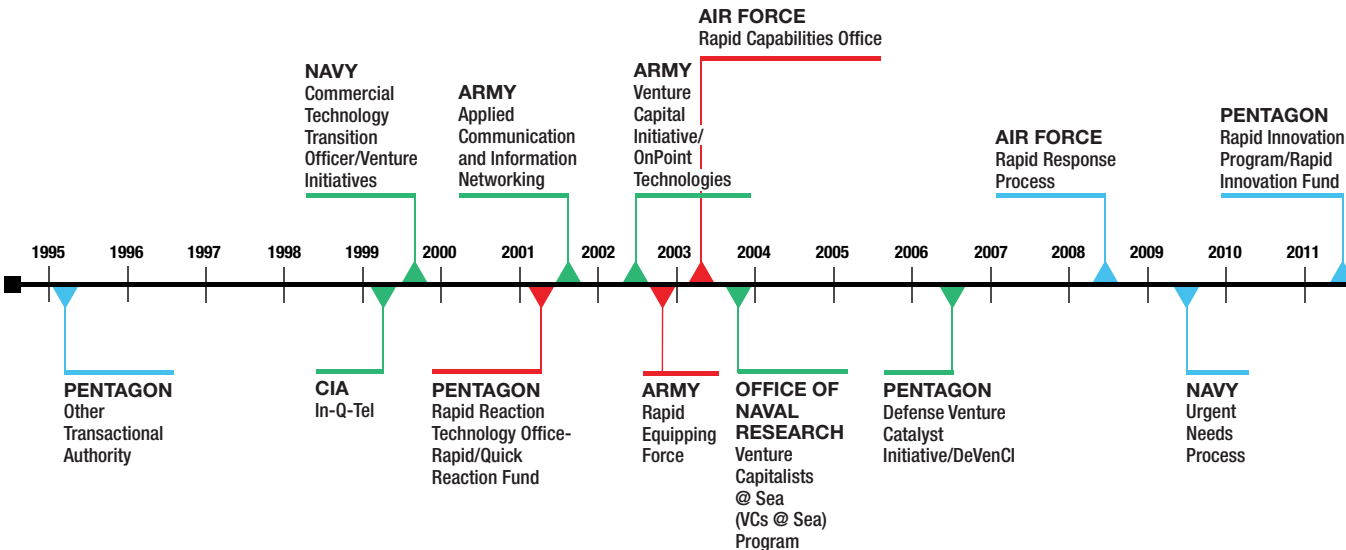 AIR FORCE
Rapid Capabilities Office
NAVY
Commercial
Technology
Transition
Officer/Venture
Initiatives
ARMY
Applied
Communication
and Information
Networking
ARMY
Venture
Capital
Initiative/
OnPoint
Technologies
AIR FORCE
Rapid Response
Process
PENTAGON
Rapid Innovation
Program/Rapid
Innovation Fund
1995 1996 1997 1998 1999 2000 2001 2002 2003 2004 2005 2006 2007 2008 2009 2010 2011
PENTAGON
Other
Transactional
Authority
CIA
In-Q-Tel
PENTAGON
Rapid Reaction
Technology Office-
Rapid/Quick
Reaction Fund
ARMY
Rapid
Equipping
Force
OFFICE OF
NAVAL
RESEARCH
Venture
Capitalists
@ Sea
(VCs @ Sea)
Program
PENTAGON
Defense Venture
Catalyst
Initiative/DeVenCI
NAVY
Urgent
Needs
Process